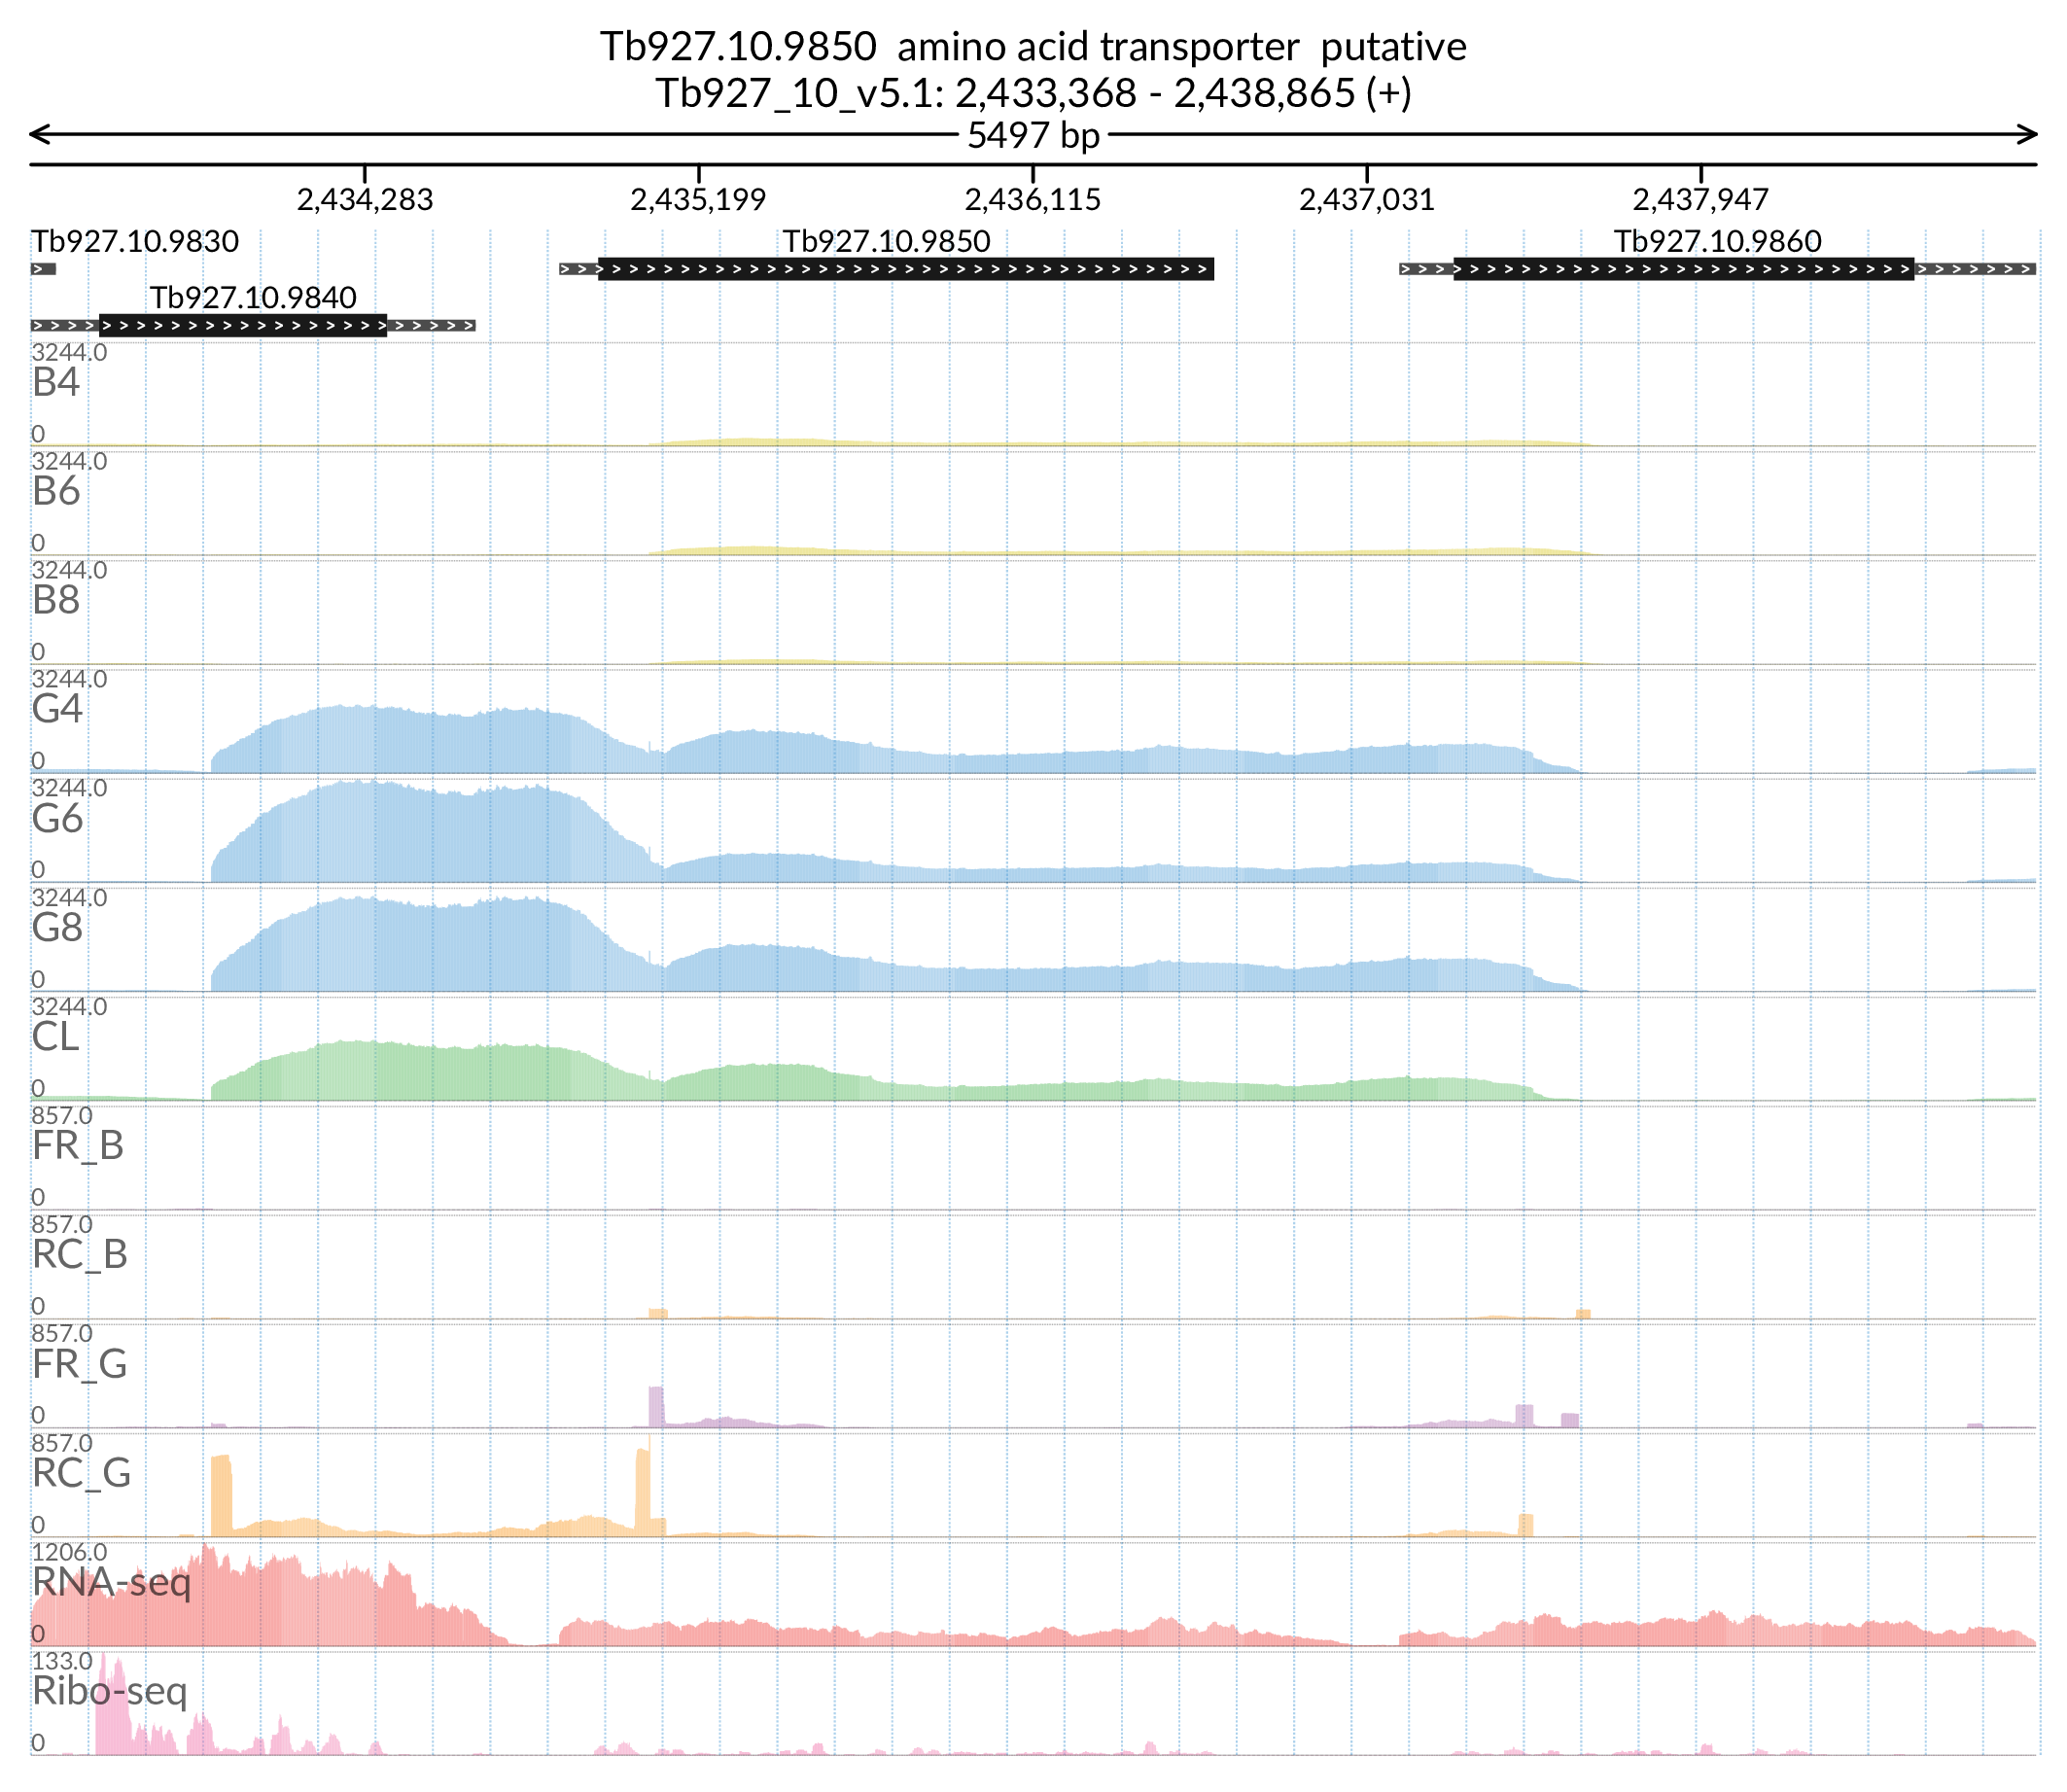 Tb927.10.9850  amino acid transporter  putative
Tb927_10_v5.1: 2,433,368 - 2,438,865 (+)
5497 bp
2,434,283 2,435,199 2,436,115 2,437,031 2,437,947
Tb927.10.9830 Tb927.10.9850 Tb927.10.9860
Tb927.10.9840
3244.0
B4
0
3244.0
B6
0
3244.0
B8
0
3244.0
G4
0
3244.0
G6
0
3244.0
G8
0
3244.0
CL
0
857.0
FR_B
0
857.0
RC_B
0
857.0
FR_G
0
857.0
RC_G
0
1206.0
RNA-seq
0
133.0
Ribo-seq
0